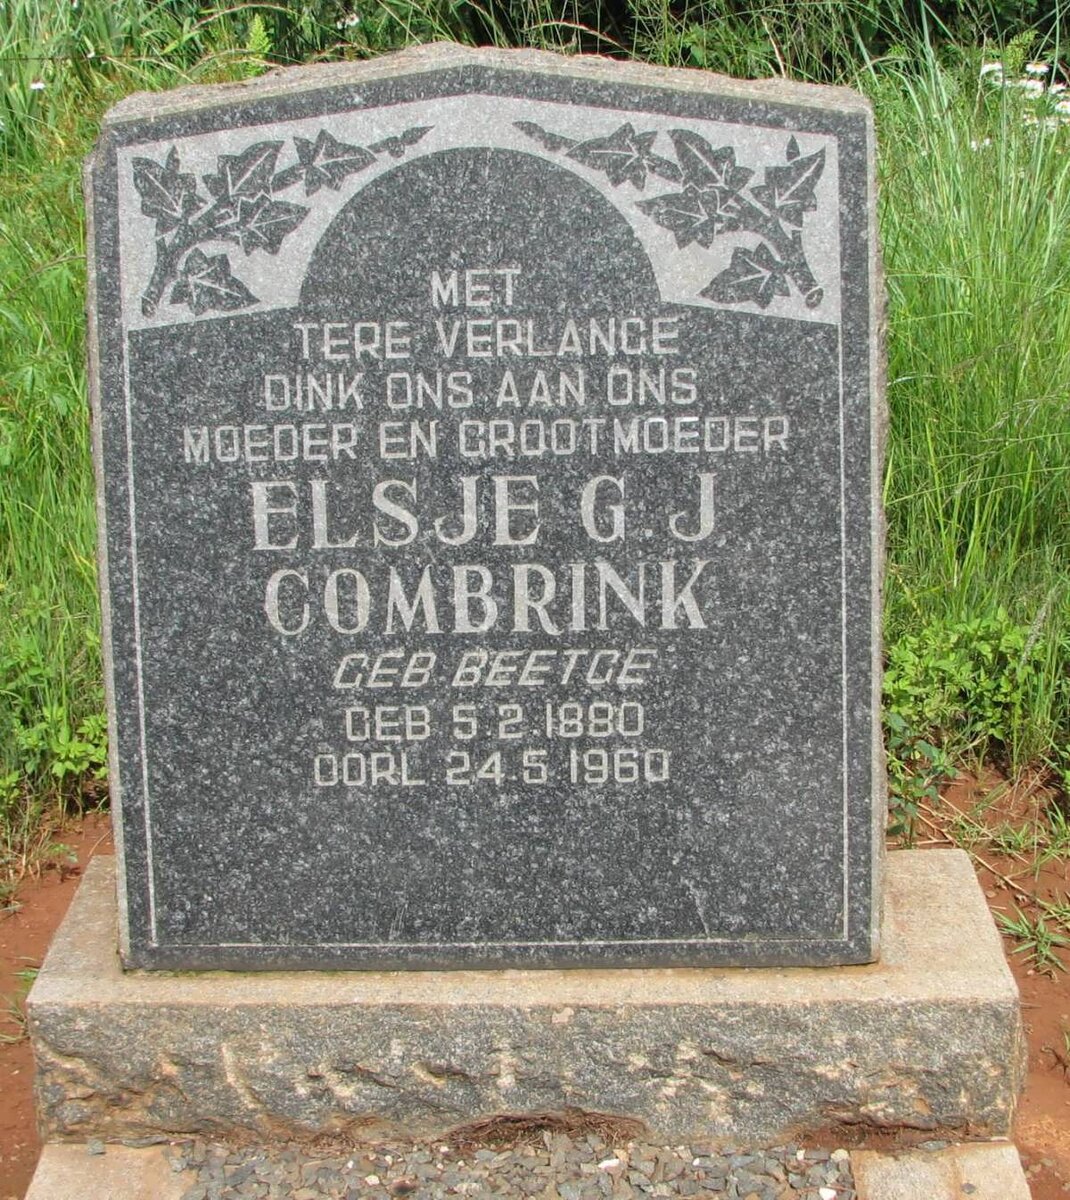 MET
TERE VERLANGE
DINK ONS AAN ONS
MOEDER EN GROOTMOEDER
ELSJE G. J.
COMBRINK
GEB. BEETGE
GEB 5.2.1880
OORL 24.5.1960